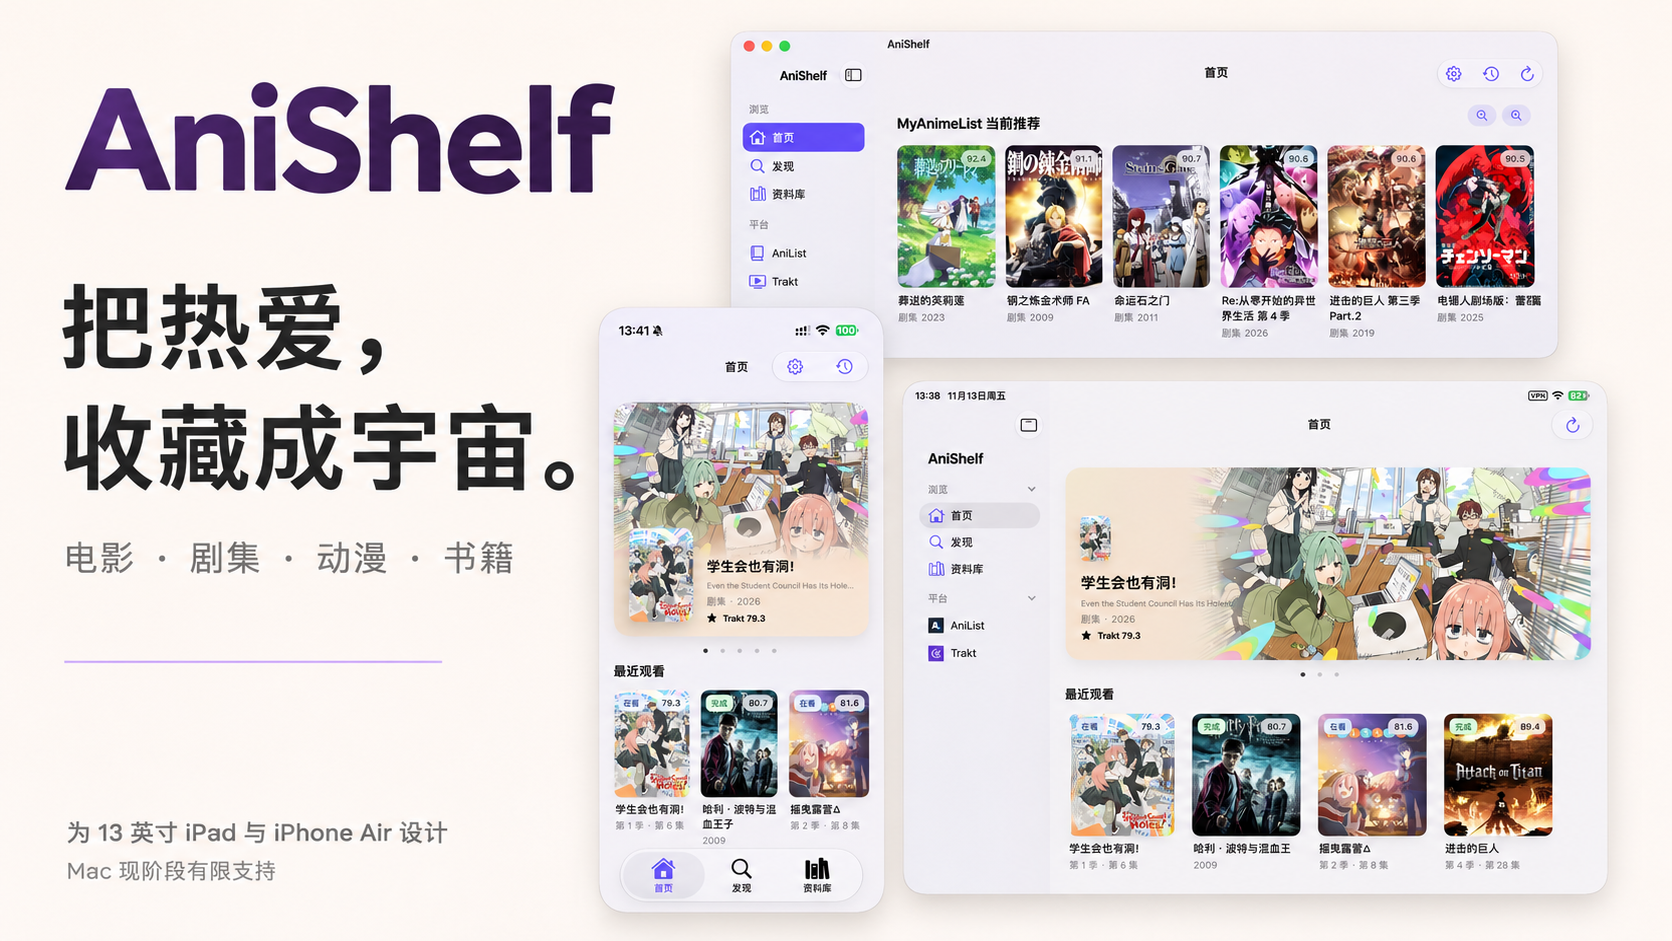 AniShelf
把热爱，
收藏成宇宙。
电影 · 剧集 · 动漫 · 书籍
为 13 英寸 iPad 与 iPhone Air 设计
Mac 现阶段有限支持
AniShelf
AniShelf
首页
浏览
首页
发现
资料库
平台
AniList
Trakt
MyAnimeList 当前推荐
92.4
91.1
90.7
90.6
90.6
90.5
葬送的芙莉莲
剧集 2023
钢之炼金术师 FA
剧集 2009
命运石之门
剧集 2011
Re:从零开始的异世
界生活 第 4 季
剧集 2026
进击的巨人 第三季
Part.2
剧集 2019
电锯人剧场版：蕾
剧集 2025
チェンソーマン
13:41
100
首页
学生会也有洞!
Even the Student Council Has Its Hole...
剧集 · 2026
Trakt 79.3
最近观看
在看 79.3
完成 80.7
在看 81.6
学生会也有洞!
第 1 季 · 第 6 集
哈利·波特与混
血王子
2009
摇曳露营△
第 2 季 · 第 8 集
首页
发现
资料库
13:38 11月13日周五
VPN
82
首页
AniShelf
浏览
首页
发现
资料库
平台
AniList
Trakt
学生会也有洞!
Even the Student Council Has Its Holes
剧集 · 2026
Trakt 79.3
最近观看
在看 79.3
完成 80.7
在看 81.6
完成 89.4
Attack on Titan
学生会也有洞!
第 1 季 · 第 6 集
哈利·波特与混血王
2009
摇曳露营△
第 2 季 · 第 8 集
进击的巨人
第 4 季 · 第 28 集